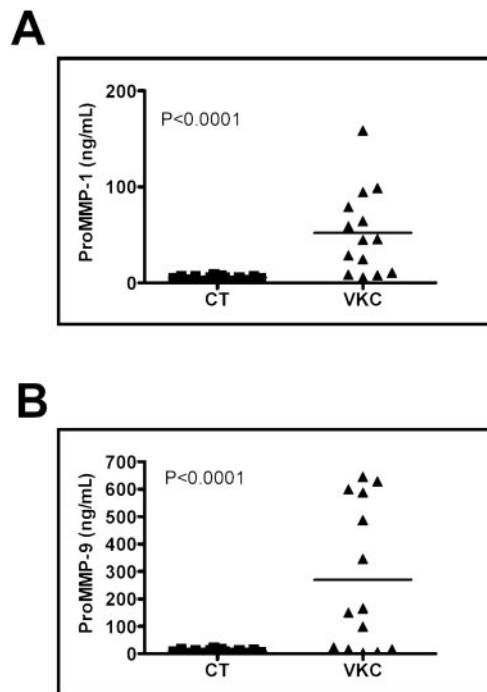 A
ProMMP-1 (ng/mL)
200
100
0
P<0.0001
CT VKC
B
ProMMP-9 (ng/mL)
700
600
500
400
300
200
100
0
P<0.0001
CT VKC